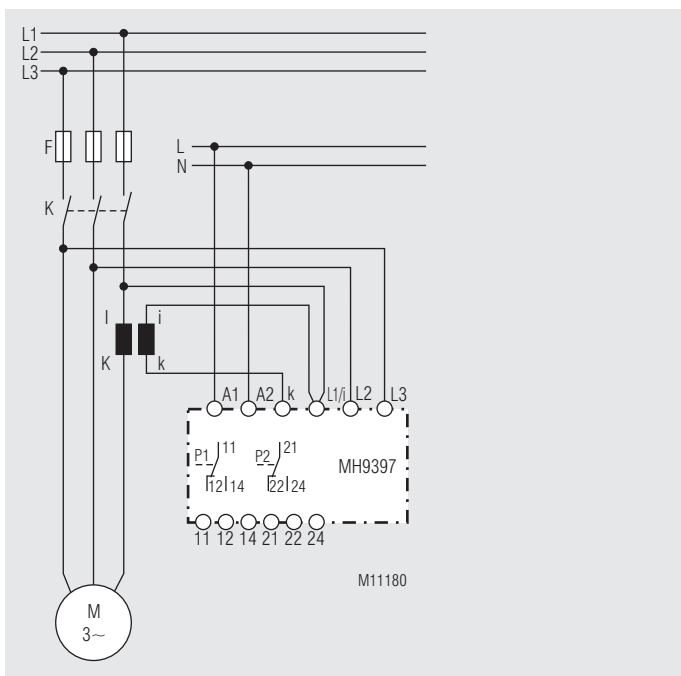 L1
L2
L3
F
L
N
K
l i
K k
A1 A2 k L1/i L2 L3
P1 11 P2 21
12 14 22 24
MH9397
11 12 14 21 22 24
M11180
M
3~